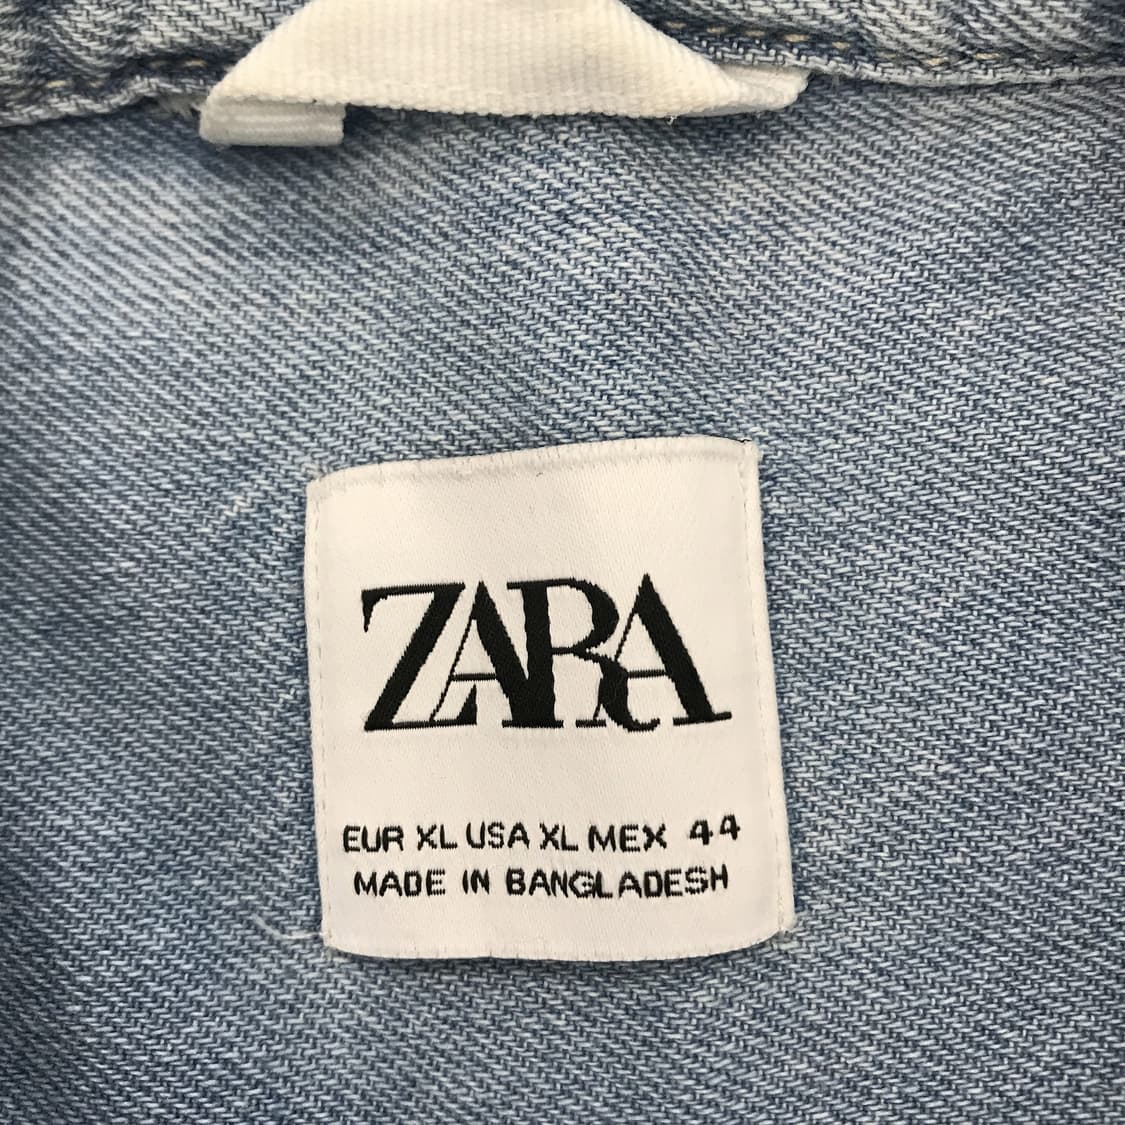 ZARA
EUR XL USA XL MEX 44
MADE IN BANGLADESH